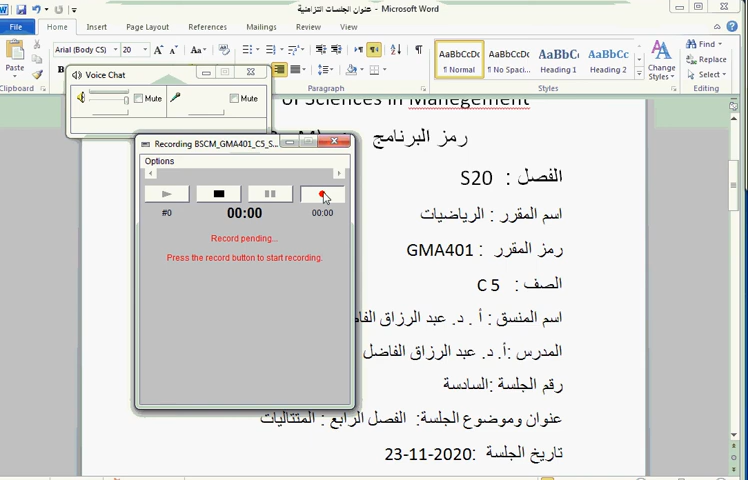 عنوان الجلسات التزامنية - Microsoft Word
File Home Insert Page Layout References Mailings Review View
Arial (Body CS) 20
Paste
Clipboard
B
Paragraph
AaBbCcDc AaBbCcDc AaBbC AaBbCc
¶ Normal ¶ No Spaci... Heading 1 Heading 2
Change Styles
Styles
Find
Replace
Select
Editing
Voice Chat
Mute Mute
Recording BSCM_GMA401_C5_S...
Options
#0 00:00 00:00
Record pending...
Press the record button to start recording.
of Sciences in Manegement
رمز البرنامج
الفصل : S20
اسم المقرر : الرياضيات
رمز المقرر : GMA401
الصف : C 5
اسم المنسق : أ . د. عبد الرزاق
المدرس :أ. د. عبد الرزاق الفاضل
رقم الجلسة :السادسة
عنوان وموضوع الجلسة: الفصل الرابع : المتتاليات
تاريخ الجلسة :23-11-2020